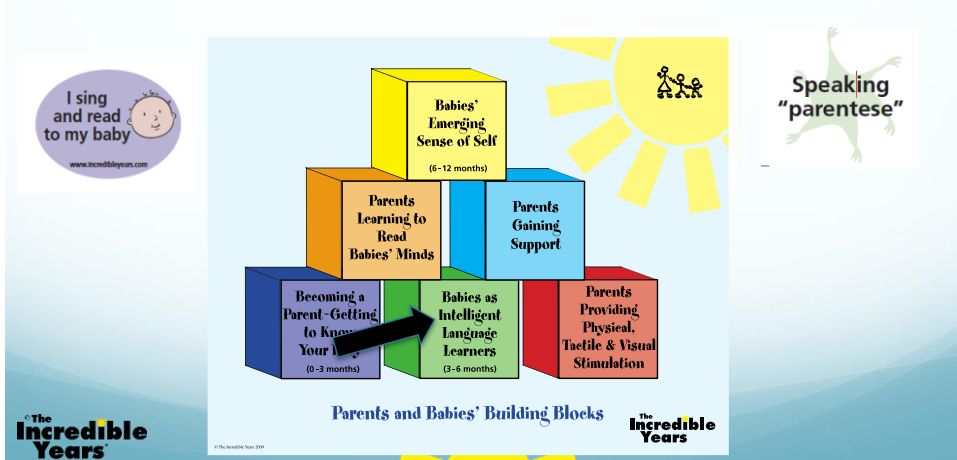 I sing
and read
to my baby
www.incredibleyears.com
Speaking
“parentese”
Babies'
Emerging
Sense of Self
(6-12 months)
Parents
Learning to
Read
Babies' Minds
Parents
Gaining
Support
Becoming a
Parent-Getting
to Know
Your
(0-3 months)
Babies as
Intelligent
Language
Learners
(3-6 months)
Parents
Providing
Physical,
Tactile & Visual
Stimulation
Parents and Babies' Building Blocks
The
Incredible
Years
© The Incredible Years 2009
©The
Incredible
Years®